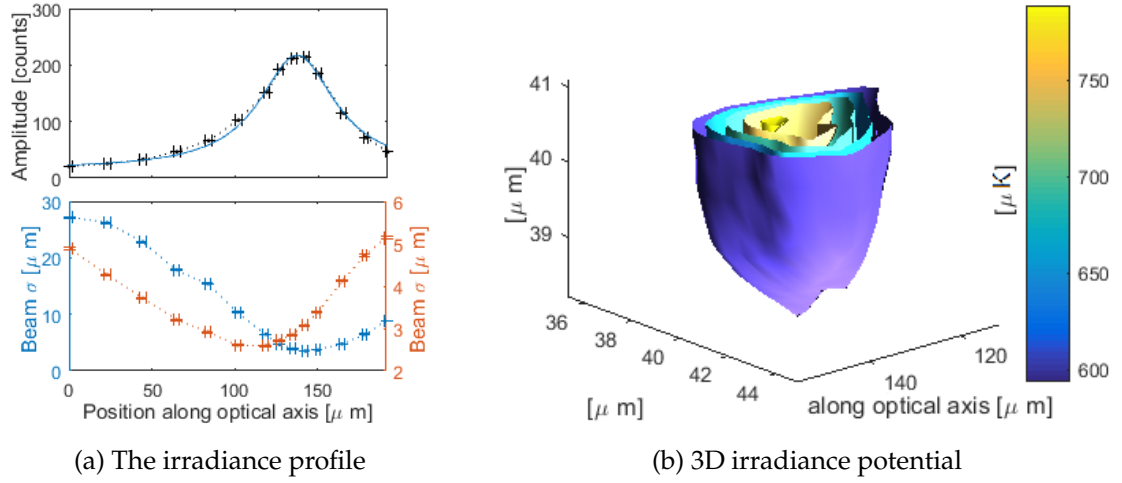 300
200
100
0
Amplitude [counts]
30
20
10
0
Beam σ [μ m]
6
5
4
3
2
Beam σ [μ m]
0 50 100 150
Position along optical axis [μ m]
(a) The irradiance profile
41
40
39
[μ m]
36
38
40
42
44
[μ m]
140
120
along optical axis [μ m]
750
700
650
600
[μ K]
(b) 3D irradiance potential